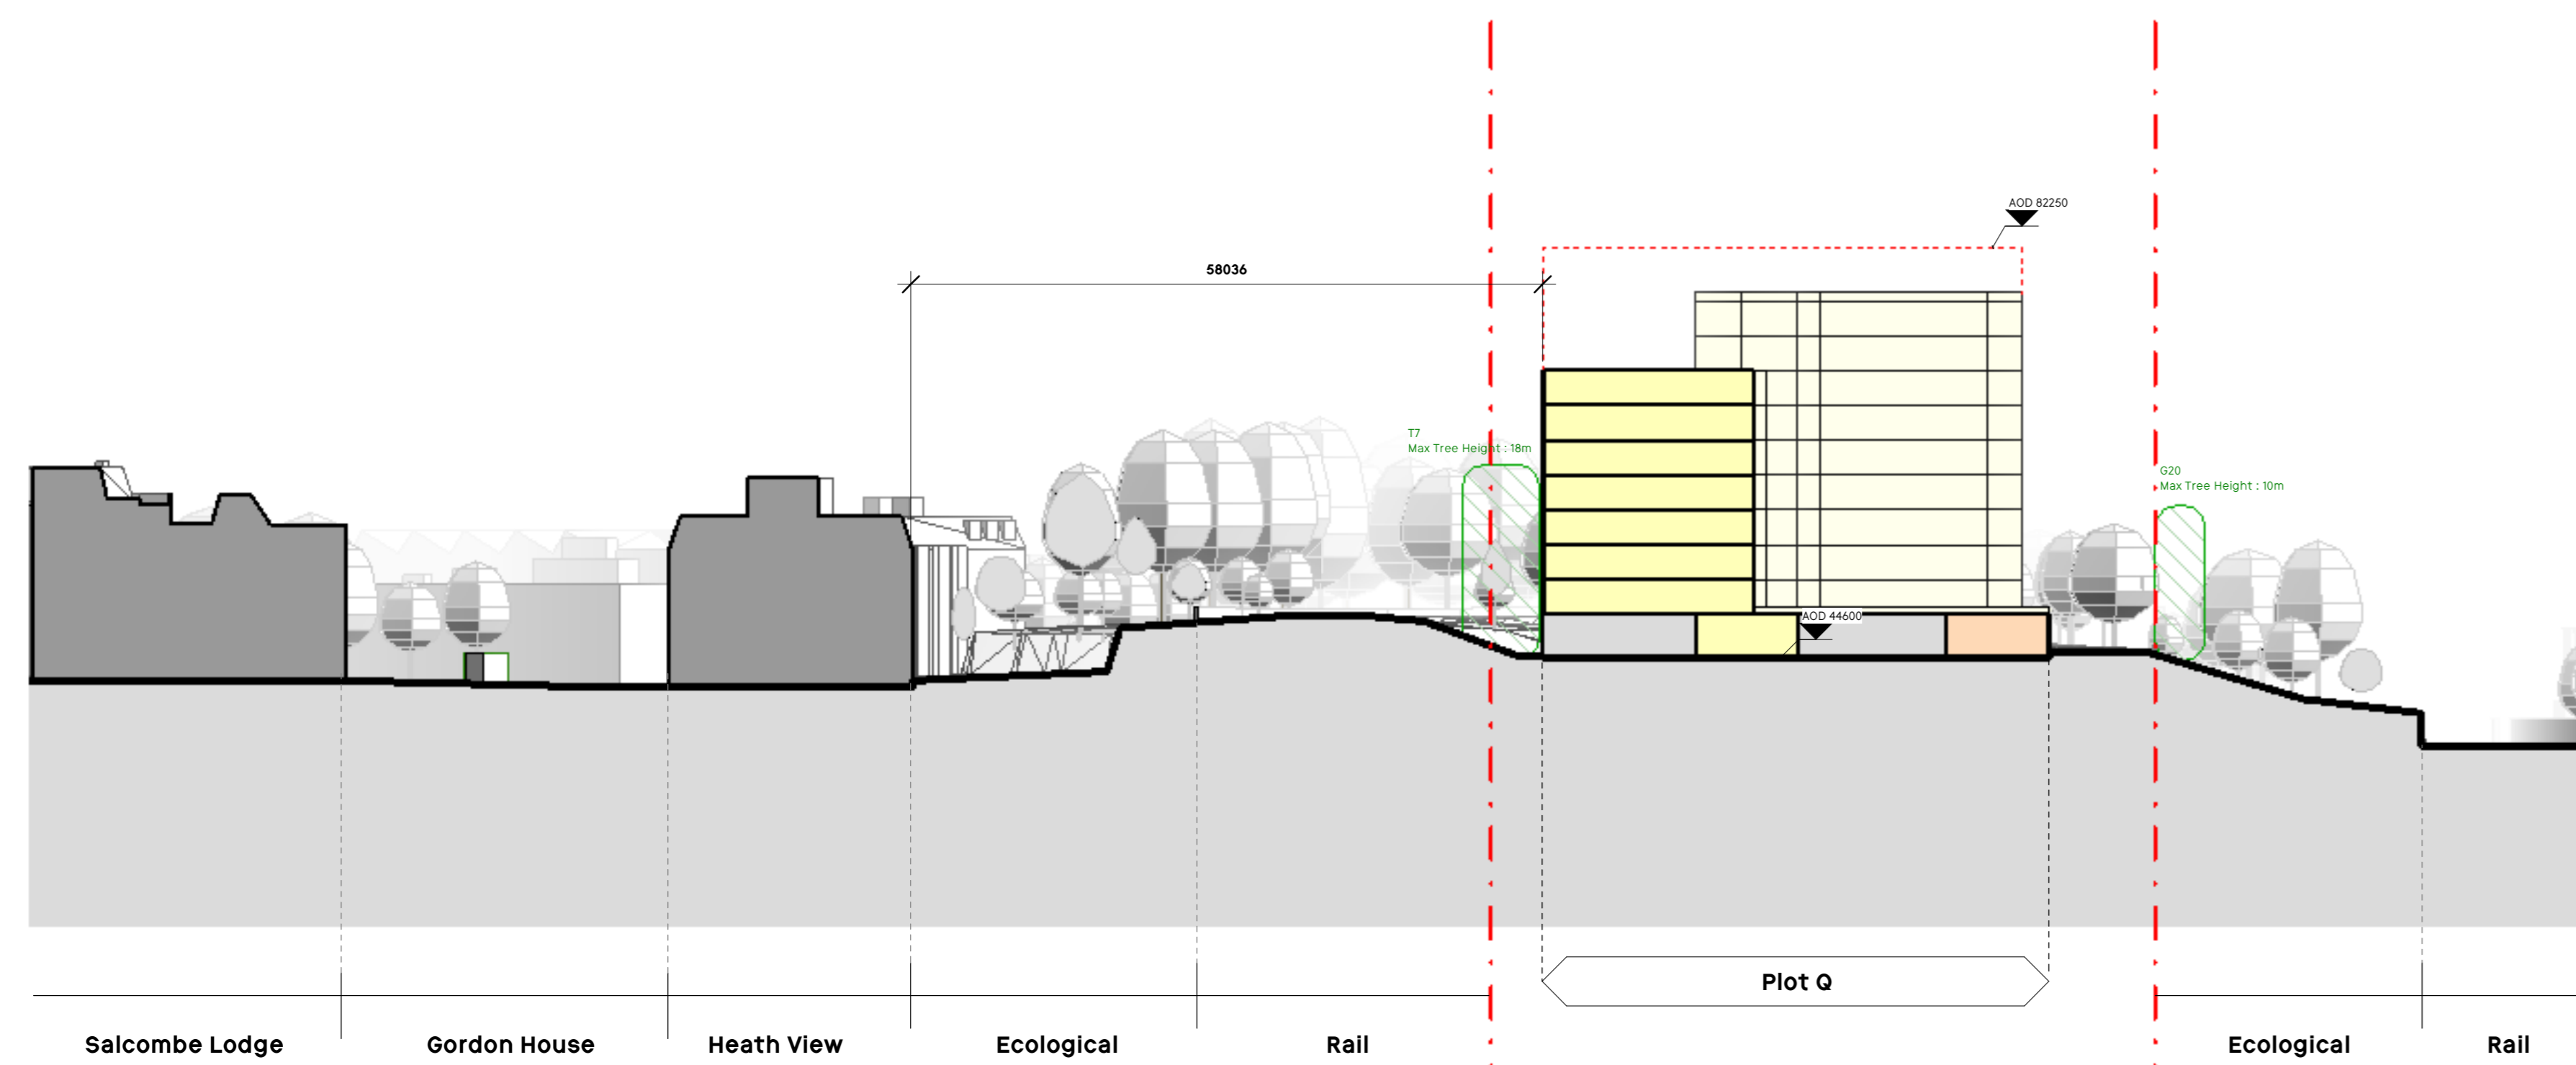 AOD 82250
58036
T7
Max Tree Height : 18m
G20
Max Tree Height : 10m
AOD 44600
Plot Q
Salcombe Lodge
Gordon House
Heath View
Ecological
Rail
Ecological
Rail